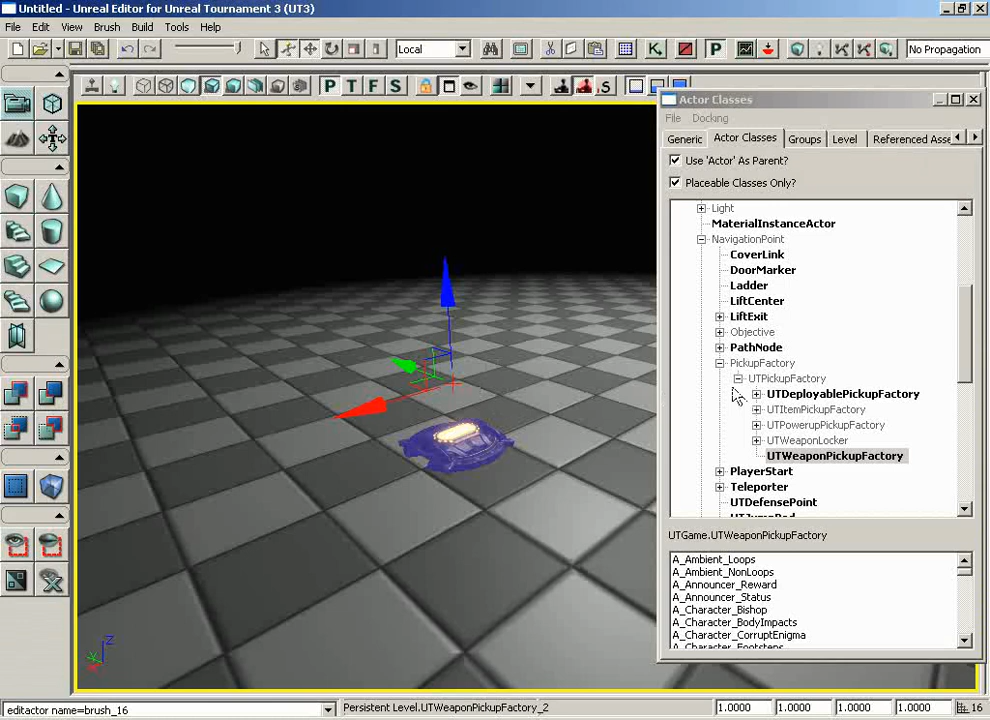 Untitled - Unreal Editor for Unreal Tournament 3 (UT3)
File Edit View Brush Build Tools Help
Local
P
No Propagation
P T F S
S
Actor Classes
File Docking
Generic Actor Classes Groups Level Referenced Asse
Use 'Actor' As Parent?
Placeable Classes Only?
Light
MaterialInstanceActor
NavigationPoint
CoverLink
DoorMarker
Ladder
LiftCenter
LiftExit
Objective
PathNode
PickupFactory
UTPickupFactory
UTDeployablePickupFactory
UTItemPickupFactory
UTPowerupPickupFactory
UTWeaponLocker
UTWeaponPickupFactory
PlayerStart
Teleporter
UTDefensePoint
UTGame.UTWeaponPickupFactory
A_Ambient_Loops
A_Ambient_NonLoops
A_Announcer_Reward
A_Announcer_Status
A_Character_Bishop
A_Character_BodyImpacts
A_Character_CorruptEnigma
A_Character_Footsteps
Z
Y
X
editactor name=brush_16
Persistent Level.UTWeaponPickupFactory_2
1.0000 1.0000 1.0000 1.0000 16